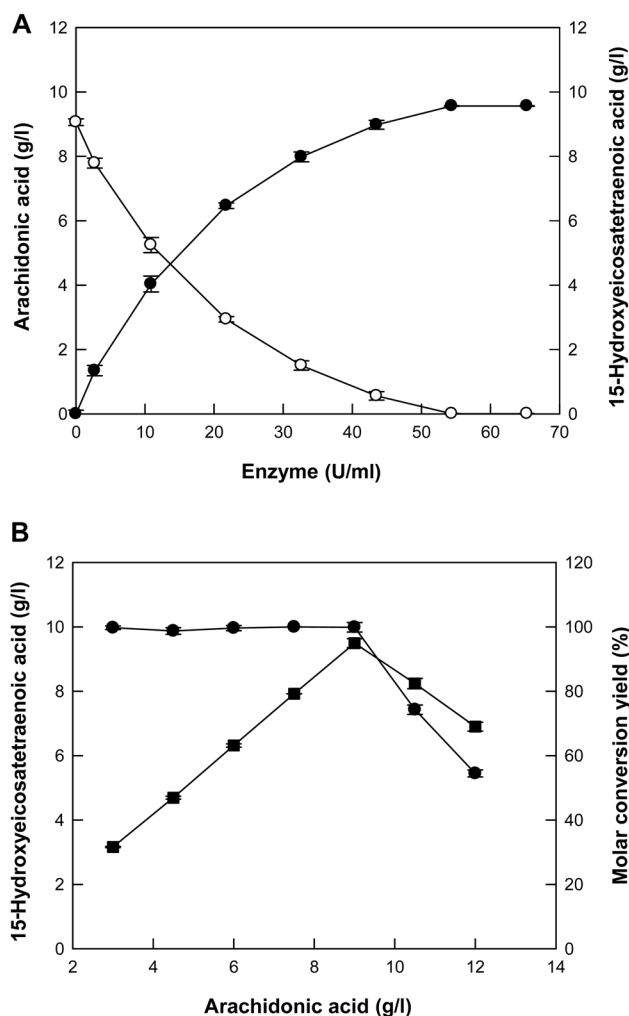 A
12
10
8
6
4
2
0
Arachidonic acid (g/l)
12
10
8
6
4
2
0
15-Hydroxyeicosatetraenoic acid (g/l)
0 10 20 30 40 50 60 70
Enzyme (U/ml)
B
12
10
8
6
4
2
0
15-Hydroxyeicosatetraenoic acid (g/l)
120
100
80
60
40
20
0
Molar conversion yield (%)
2 4 6 8 10 12 14
Arachidonic acid (g/l)